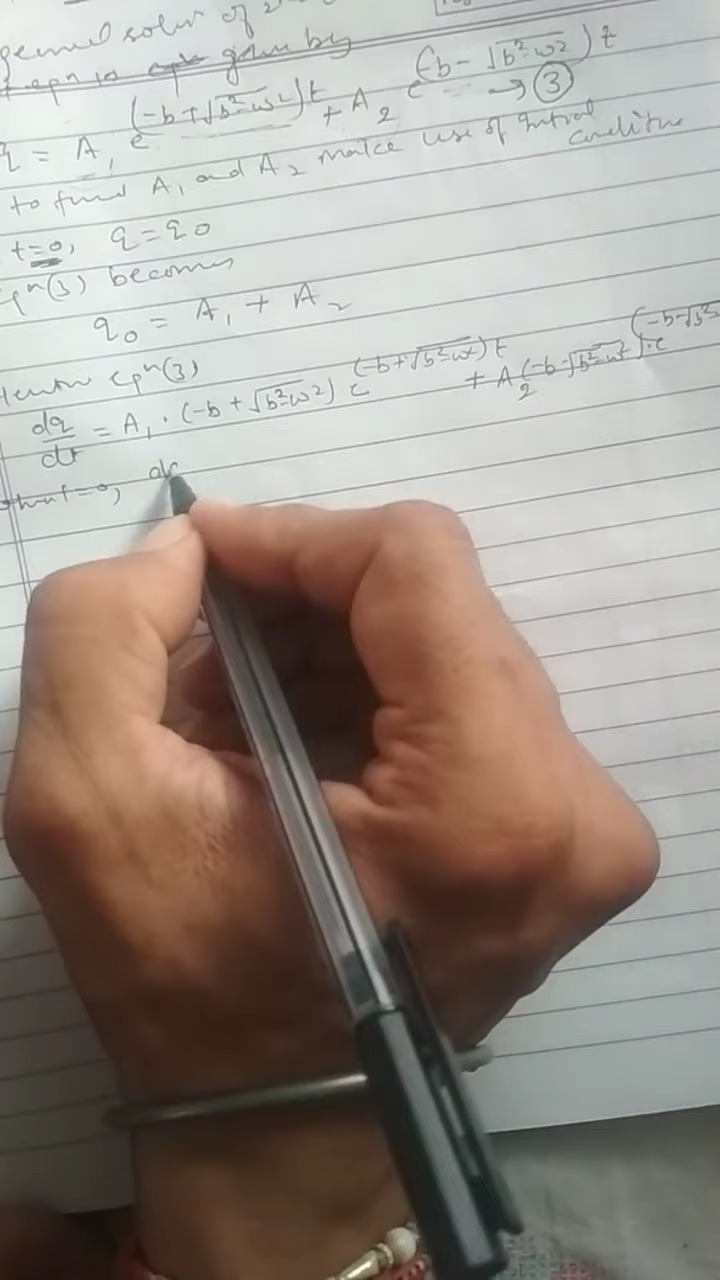 general soln of
eqn is given by
q = A₁ e^(-b+√b²-ω²)t + A₂ e^(-b-√b²-ω²)t → ③
to find A₁ and A₂ make use of initial condition
t=0, q=q₀
eqⁿ(3) becomes
q₀ = A₁ + A₂
eqⁿ(3)
dq/dt = A₁ · (-b + √b²-ω²) e^(-b+√b²-ω²)t + A₂ (-b-√b²-ω²) · e^(-b-√b²
t=0, d